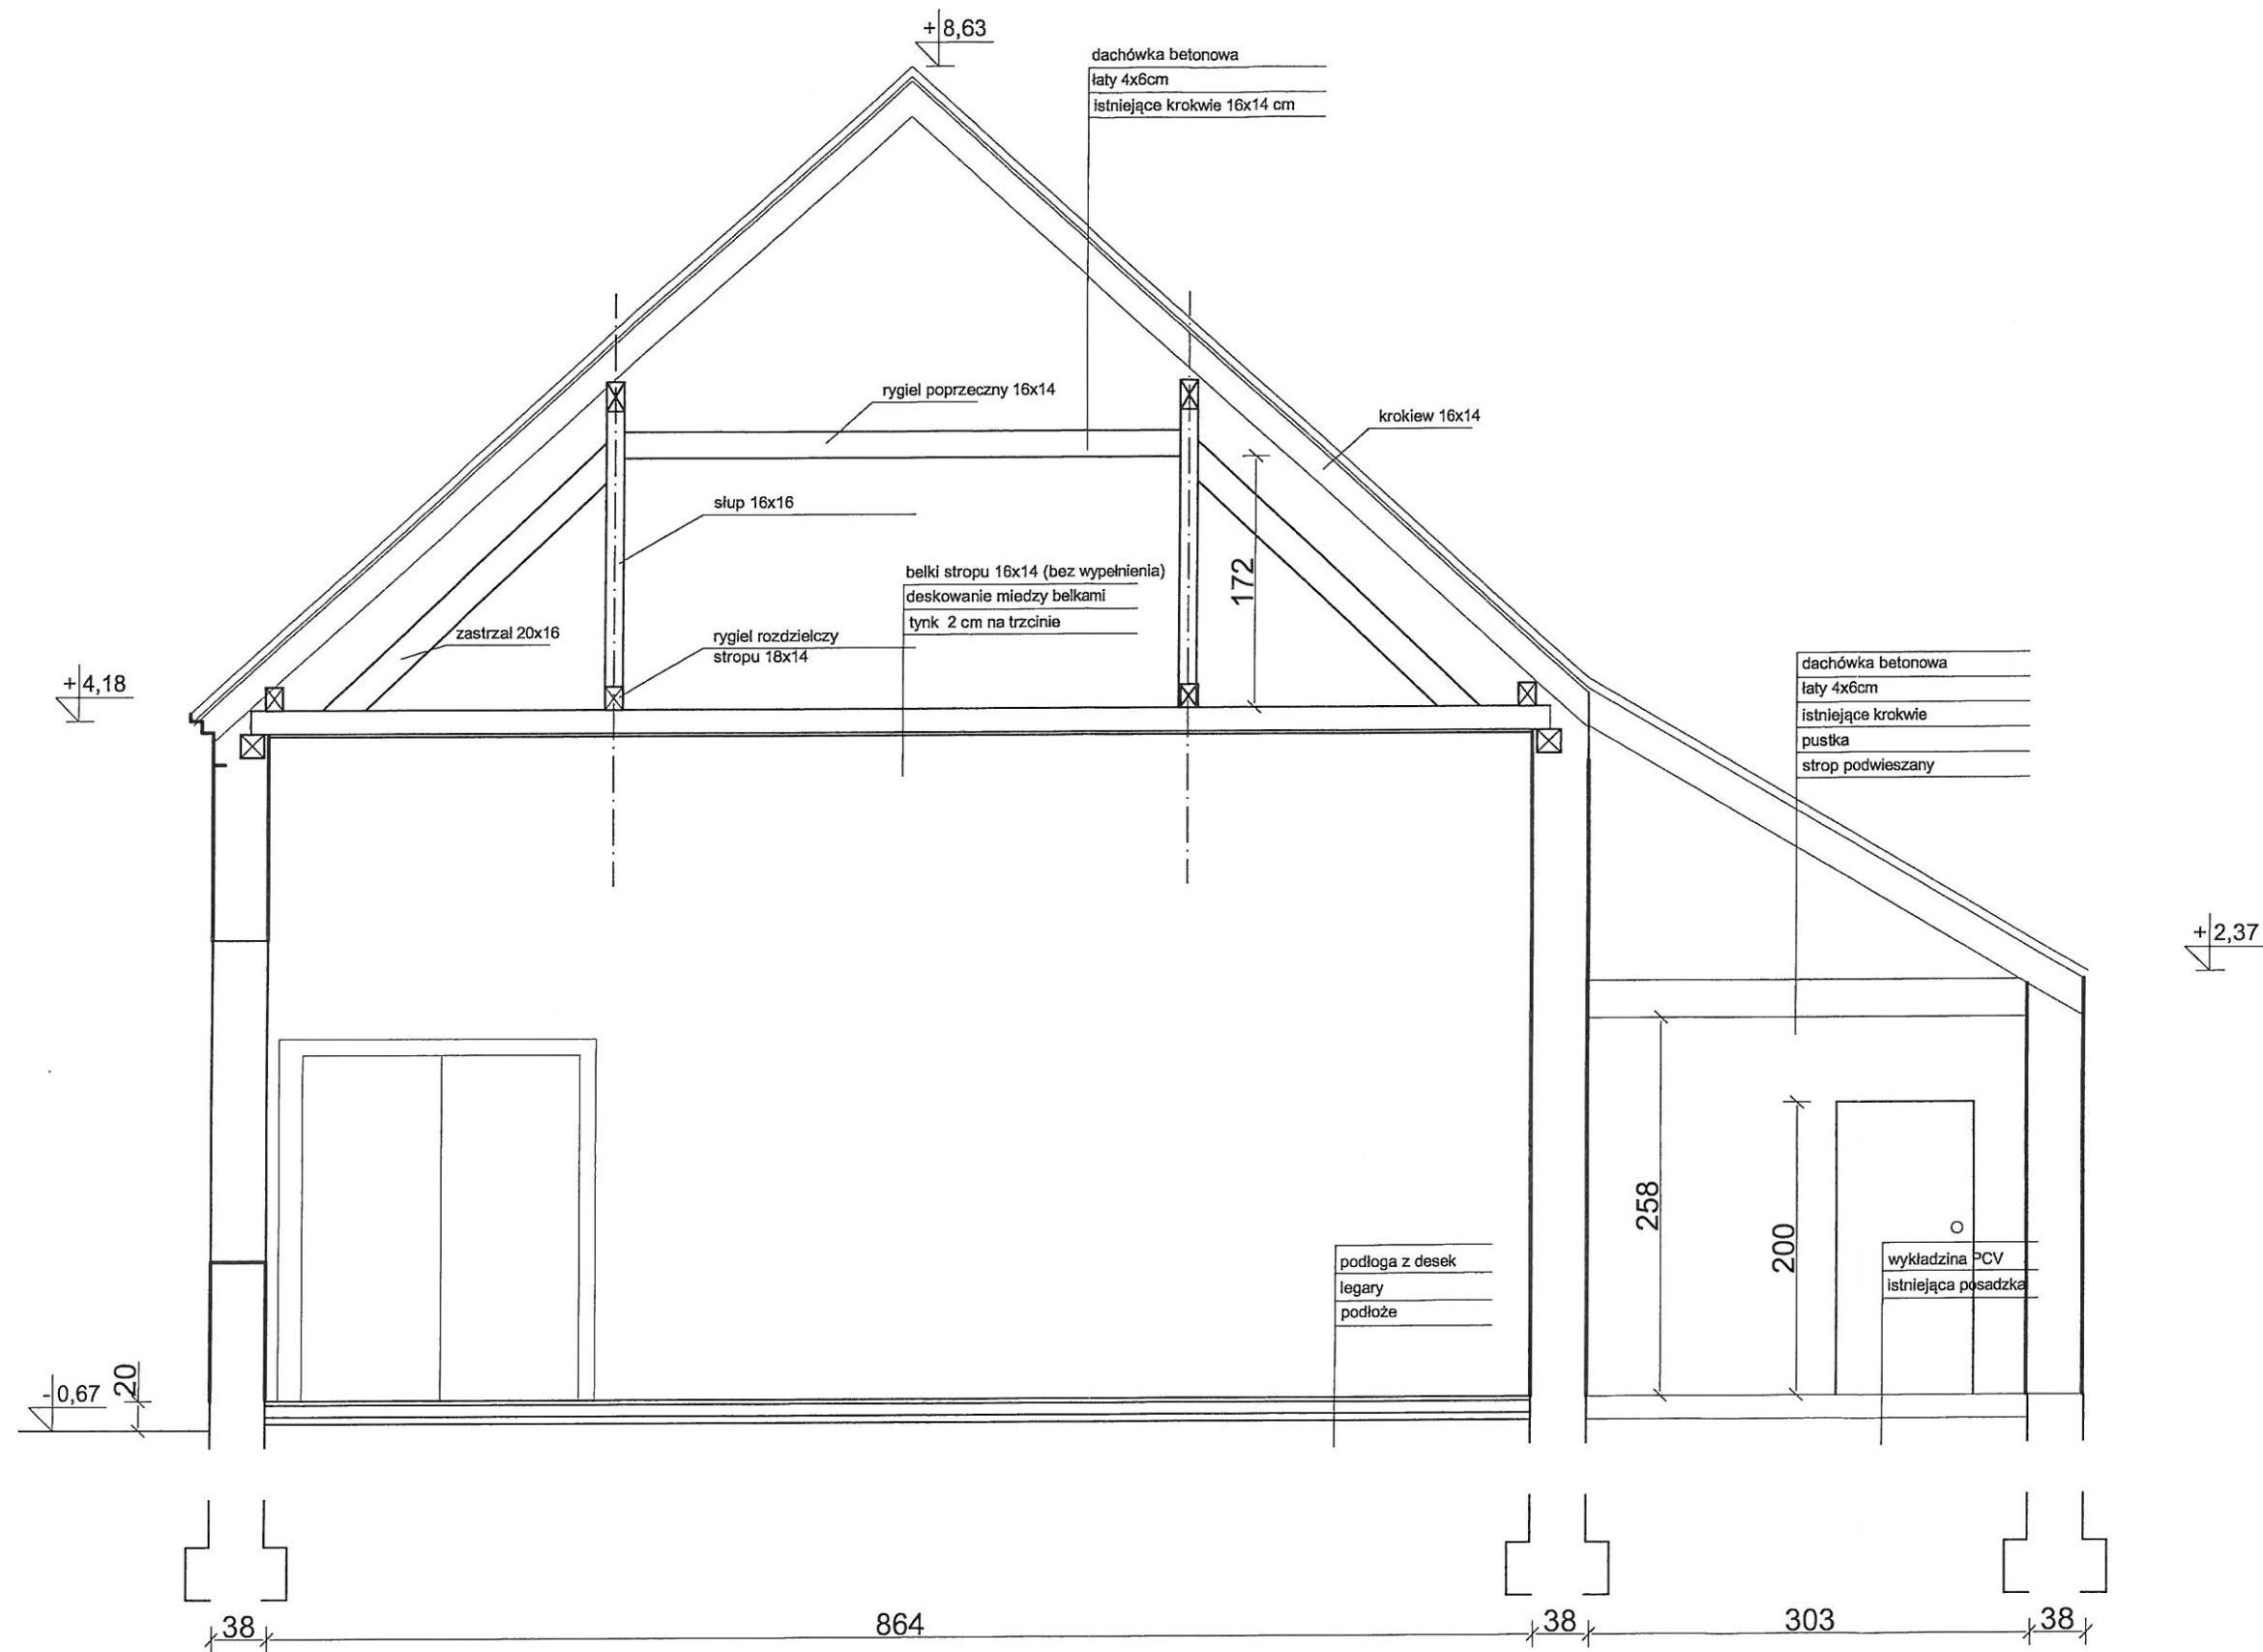 +8,63
dachówka betonowa
łaty 4x6cm
istniejące krokwie 16x14 cm
rygiel poprzeczny 16x14
krokiew 16x14
słup 16x16
172
belki stropu 16x14 (bez wypełnienia)
deskowanie miedzy belkami
tynk 2 cm na trzcinie
zastrzał 20x16
rygiel rozdzielczy
stropu 18x14
+4,18
dachówka betonowa
łaty 4x6cm
istniejące krokwie
pustka
strop podwieszany
+2,37
258
200
podłoga z desek
legary
podłoże
wykładzina PCV
istniejąca posadzka
-0,67
20
38
864
38
303
38